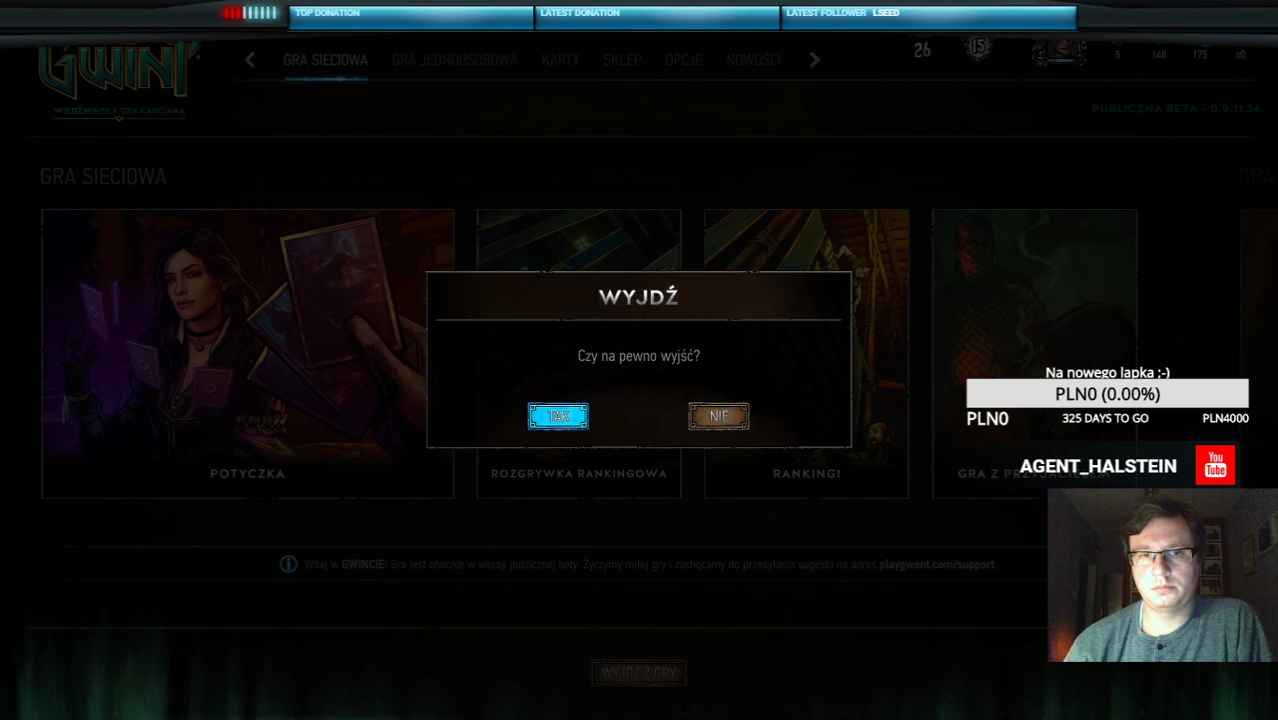 TOP DONATION
LATEST DONATION
LATEST FOLLOWER LSEED
GWINT
WIEDŹMIŃSKA GRA KARCIANA
GRA SIECIOWA
GRA JEDNOOSOBOWA
KARTY
SKLEP
OPCJE
NOWOŚCI
26
15
5
140
175
x0
PUBLICZNA BETA - 0.9.11.34
GRA SIECIOWA
GRA
WYJDŹ
Czy na pewno wyjść?
TAK
NIE
Na nowego lapka ;-)
PLN0 (0.00%)
PLN0
325 DAYS TO GO
PLN4000
AGENT_HALSTEIN
You
Tube
POTYCZKA
ROZGRYWKA RANKINGOWA
RANKINGI
GRA Z PRZYJACIELEM
Witaj w GWINCIE! Gra jest obecnie w wersji publicznej bety. Życzymy miłej gry i zachęcamy do przesyłania sugestii na adres playgwent.com/support.
WYJDŹ Z GRY